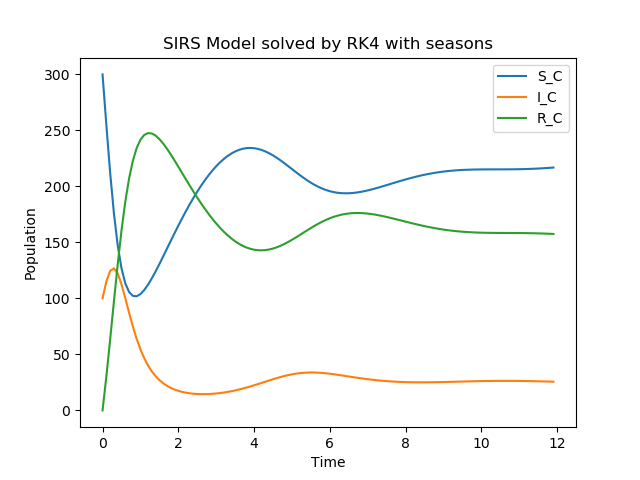 SIRS Model solved by RK4 with seasons
S_C
I_C
R_C
300
250
200
150
100
50
0
Population
0 2 4 6 8 10 12
Time